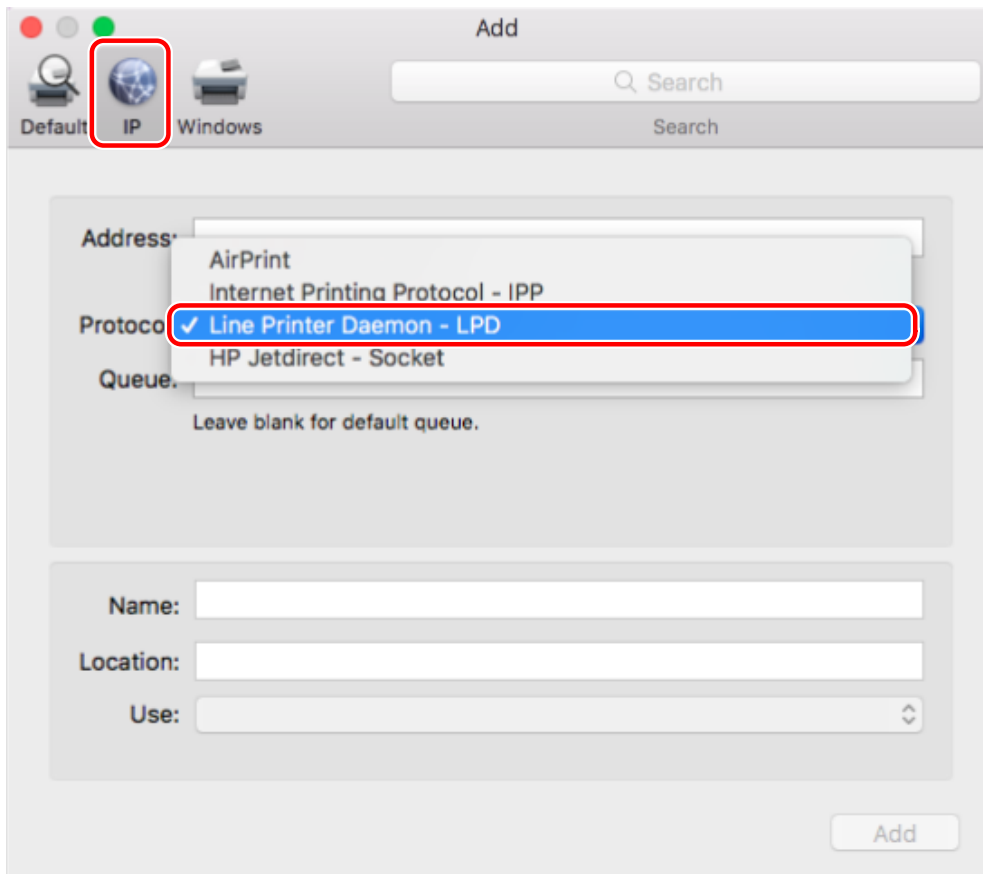 Add
Search
Default IP Windows
Search
Address:
AirPrint
Internet Printing Protocol - IPP
Protoco ✓ Line Printer Daemon - LPD
HP Jetdirect - Socket
Queue:
Leave blank for default queue.
Name:
Location:
Use:
Add